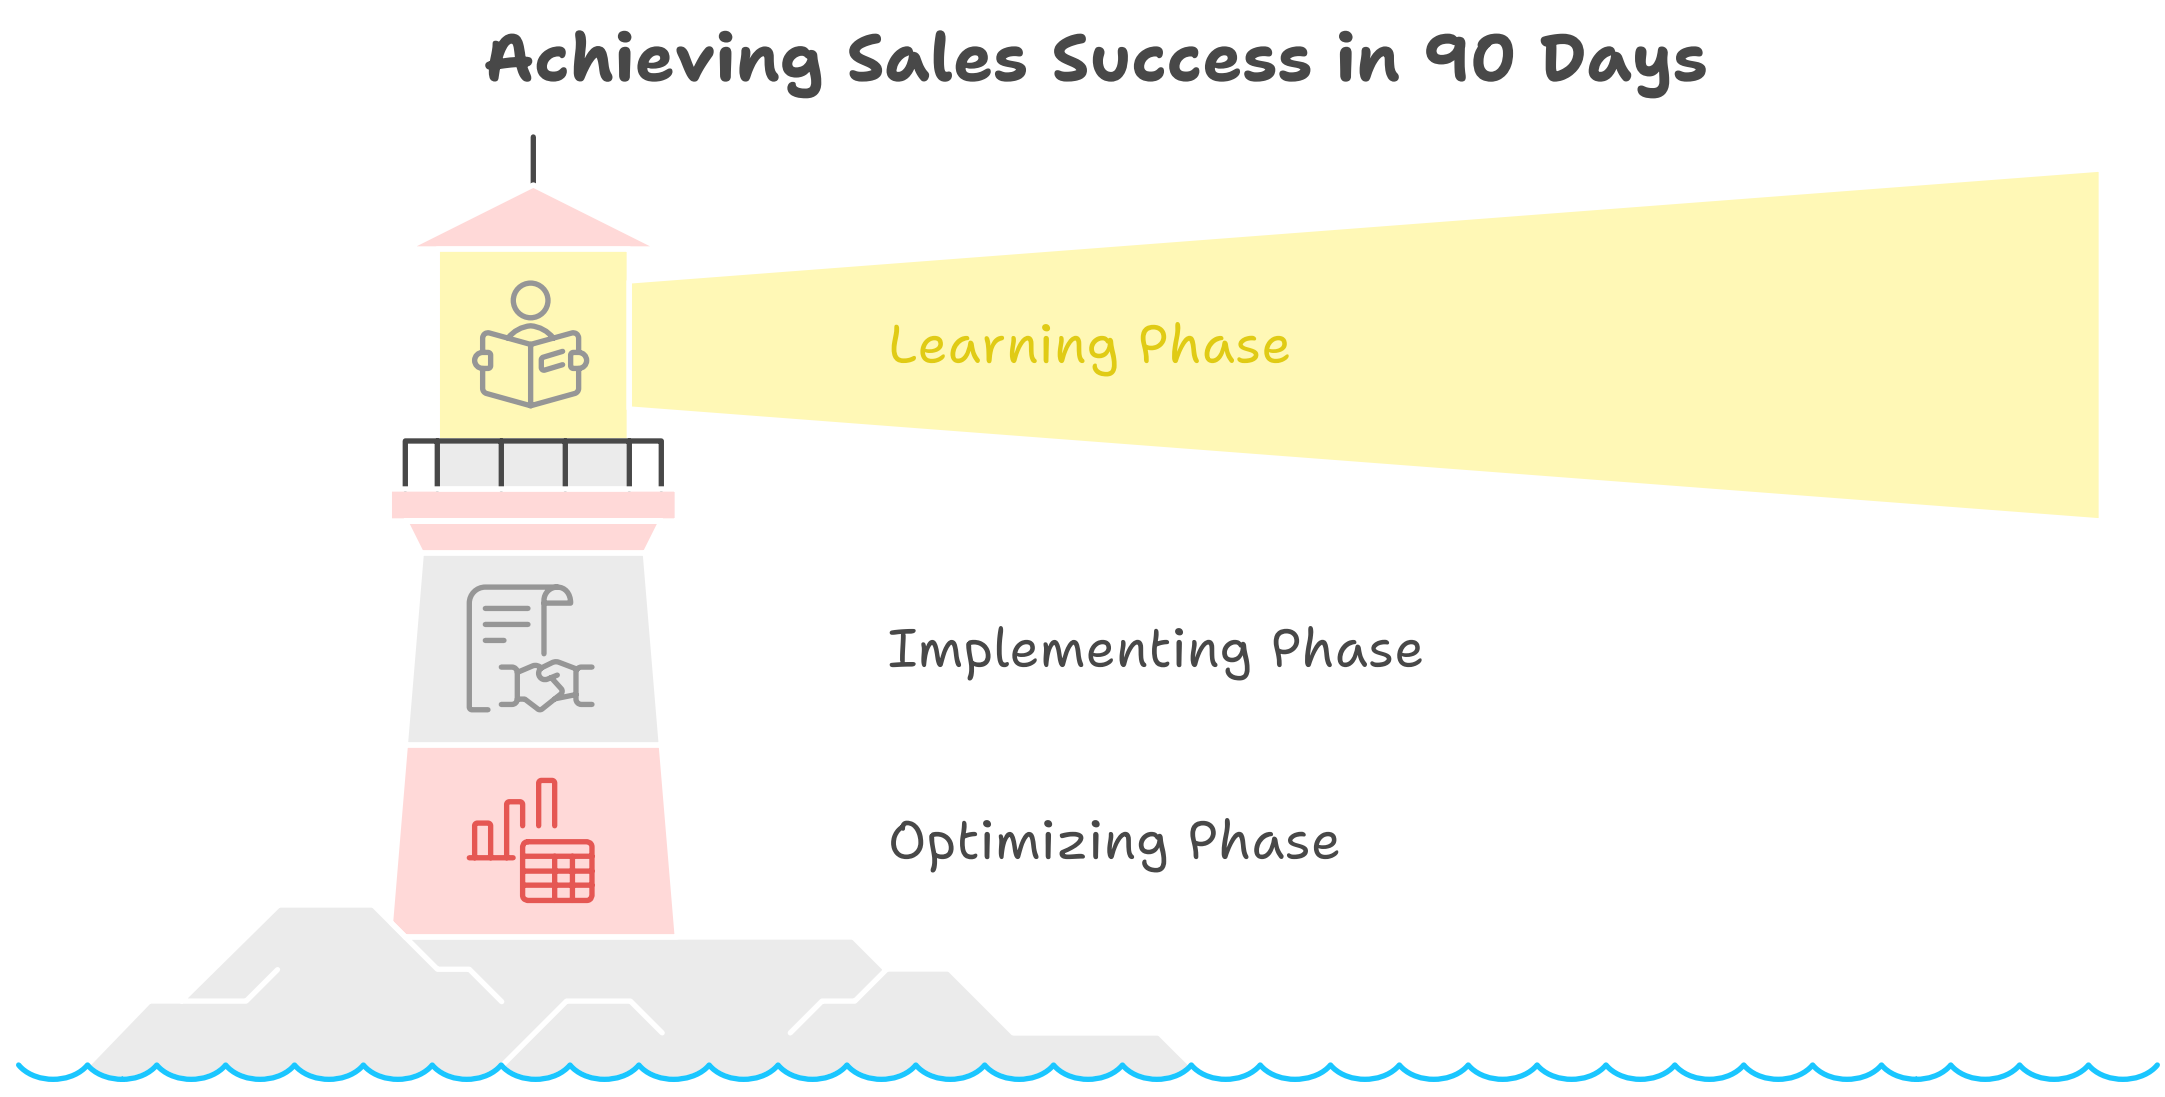 Achieving Sales Success in 90 Days
Learning Phase
Implementing Phase
Optimizing Phase